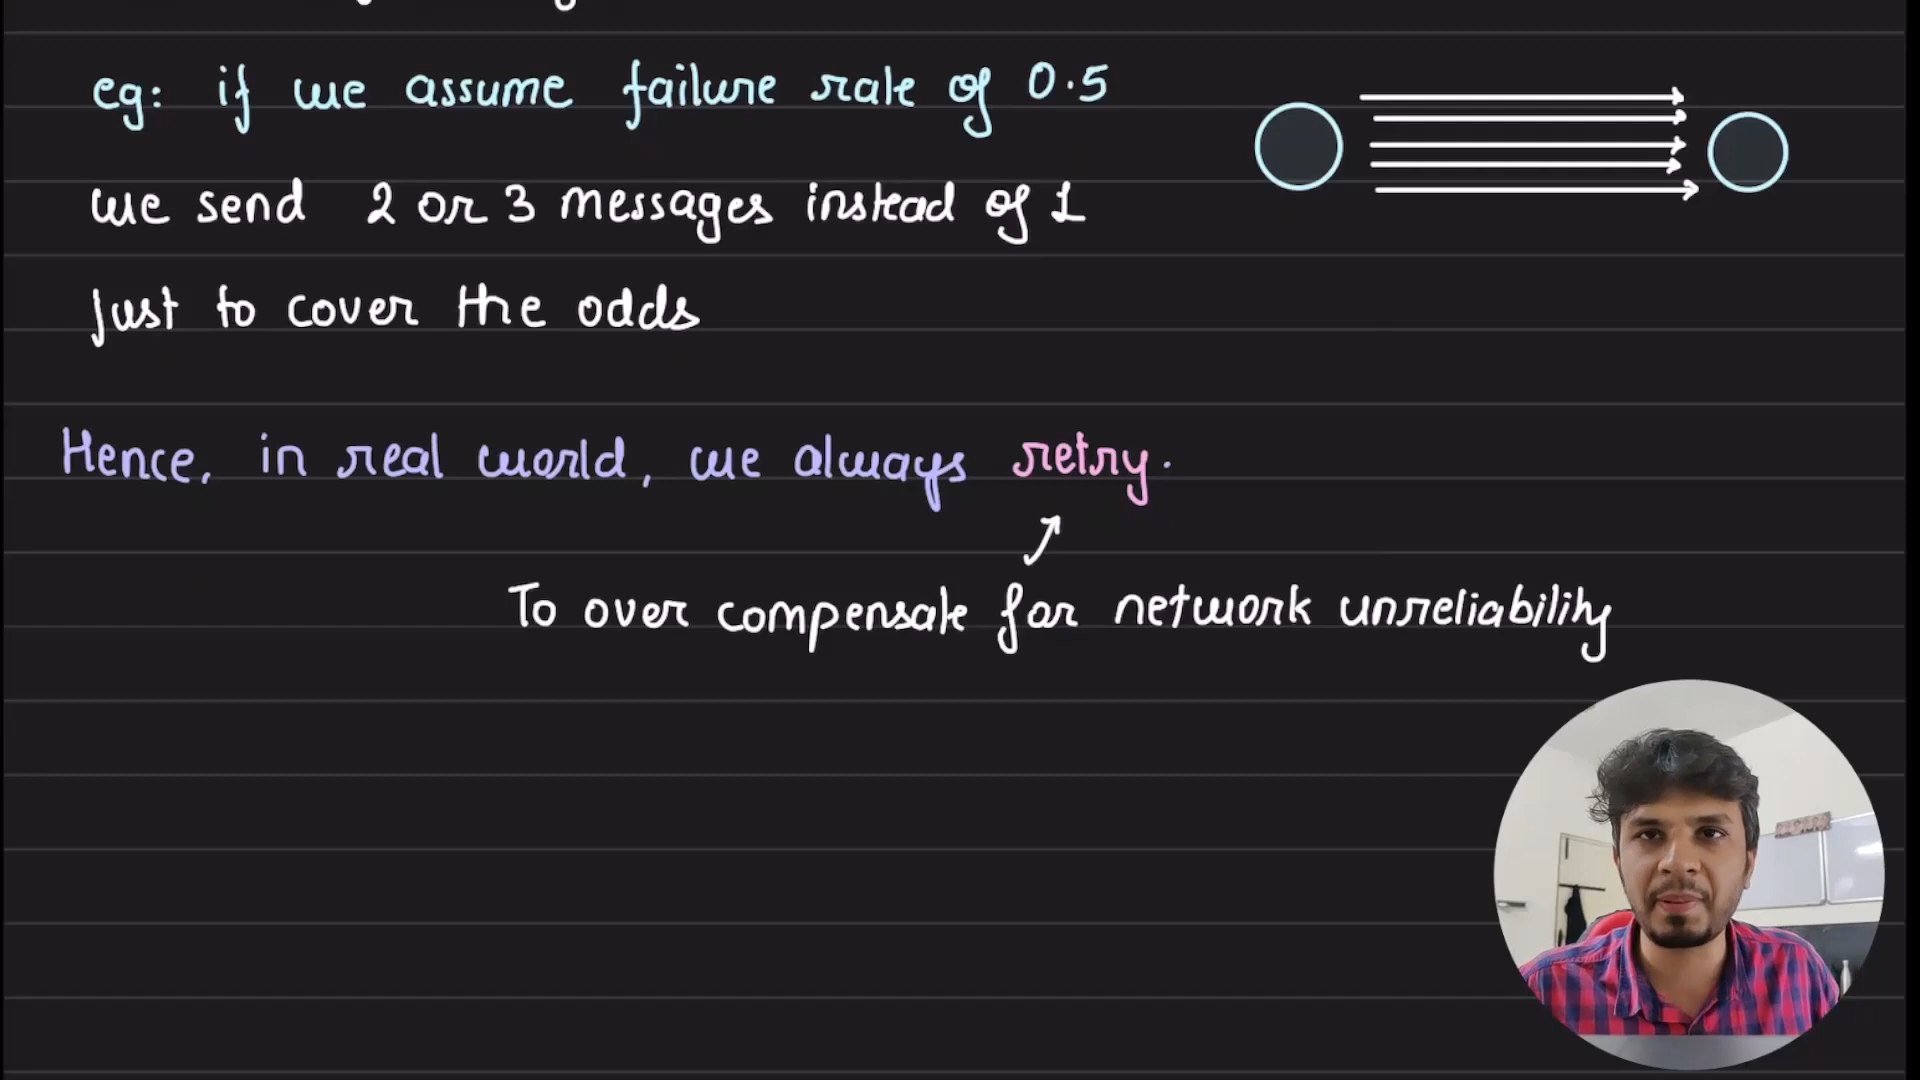 eg: if we assume failure rate of 0.5
we send 2 or 3 messages instead of 1
just to cover the odds
Hence, in real world, we always retry.
To over compensate for network unreliability